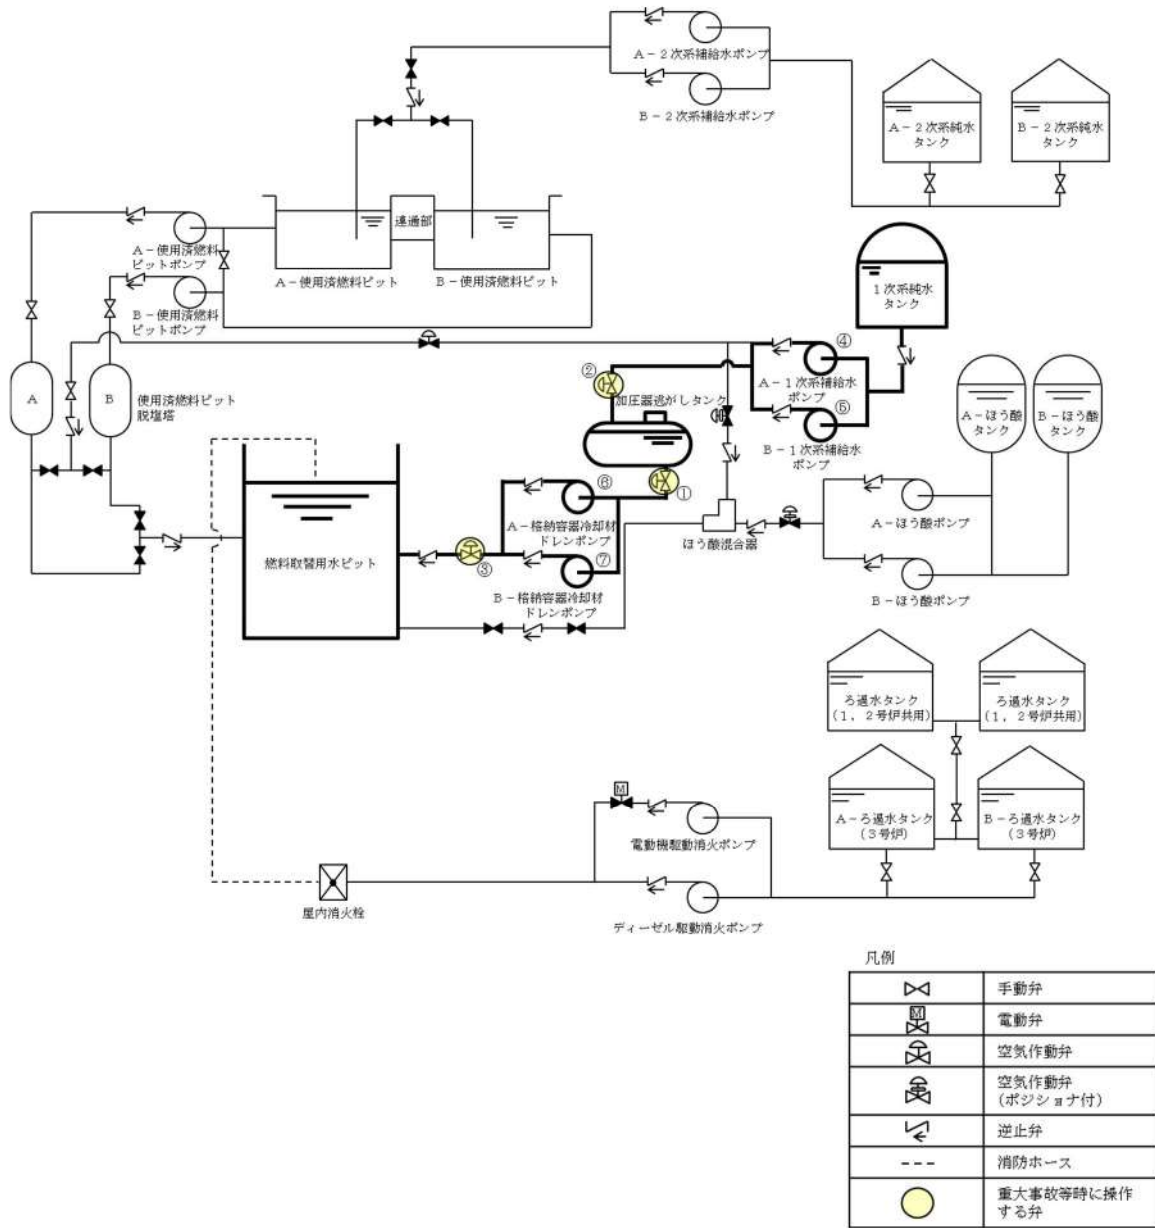 A-2次系補給水ポンプ
B-2次系補給水ポンプ
A-2次系純水
タンク
B-2次系純水
タンク
連通部
A-使用済燃料
ピットポンプ
A-使用済燃料ピット
B-使用済燃料ピット
B-使用済燃料
ピットポンプ
1次系純水
タンク
④
②
A-1次系補給水
ポンプ
加圧器逃がしタンク
⑤
B-1次系補給水
ポンプ
A
B
使用済燃料ピット
脱塩塔
A-ほう酸
タンク
B-ほう酸
タンク
①
⑥
A-格納容器冷却材
ドレンポンプ
③
⑦
B-格納容器冷却材
ドレンポンプ
燃料取替用水ピット
ほう酸混合器
A-ほう酸ポンプ
B-ほう酸ポンプ
ろ過水タンク
(1,2号炉共用)
ろ過水タンク
(1,2号炉共用)
A-ろ過水タンク
(3号炉)
B-ろ過水タンク
(3号炉)
M
電動機駆動消火ポンプ
屋内消火栓
ディーゼル駆動消火ポンプ
凡例
手動弁
M
電動弁
空気作動弁
空気作動弁
(ポジショナ付)
逆止弁
消防ホース
重大事故等時に操作
する弁